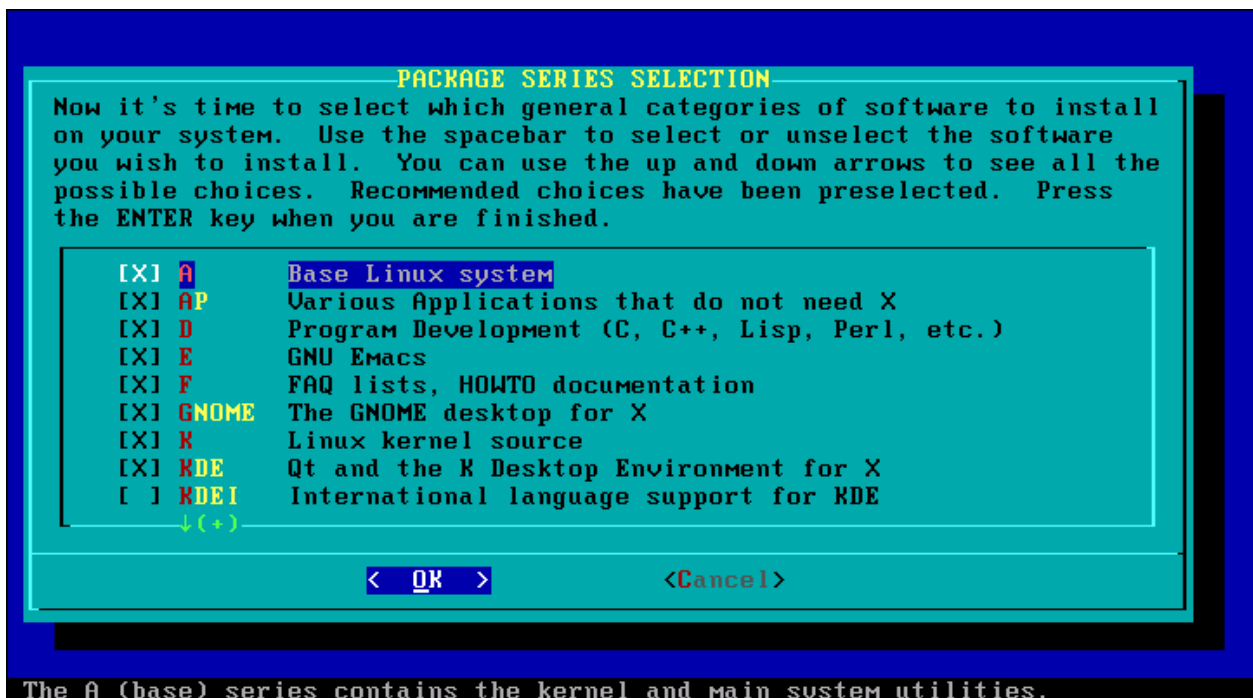 PACKAGE SERIES SELECTION
Now it's time to select which general categories of software to install
on your system.  Use the spacebar to select or unselect the software
you wish to install.  You can use the up and down arrows to see all the
possible choices.  Recommended choices have been preselected.  Press
the ENTER key when you are finished.
[X] A      Base Linux system
[X] AP     Various Applications that do not need X
[X] D      Program Development (C, C++, Lisp, Perl, etc.)
[X] E      GNU Emacs
[X] F      FAQ lists, HOWTO documentation
[X] GNOME  The GNOME desktop for X
[X] K      Linux kernel source
[X] KDE    Qt and the K Desktop Environment for X
[ ] KDEI   International language support for KDE
↓(+)
<  OK  >           <Cancel>
The A (base) series contains the kernel and main system utilities.